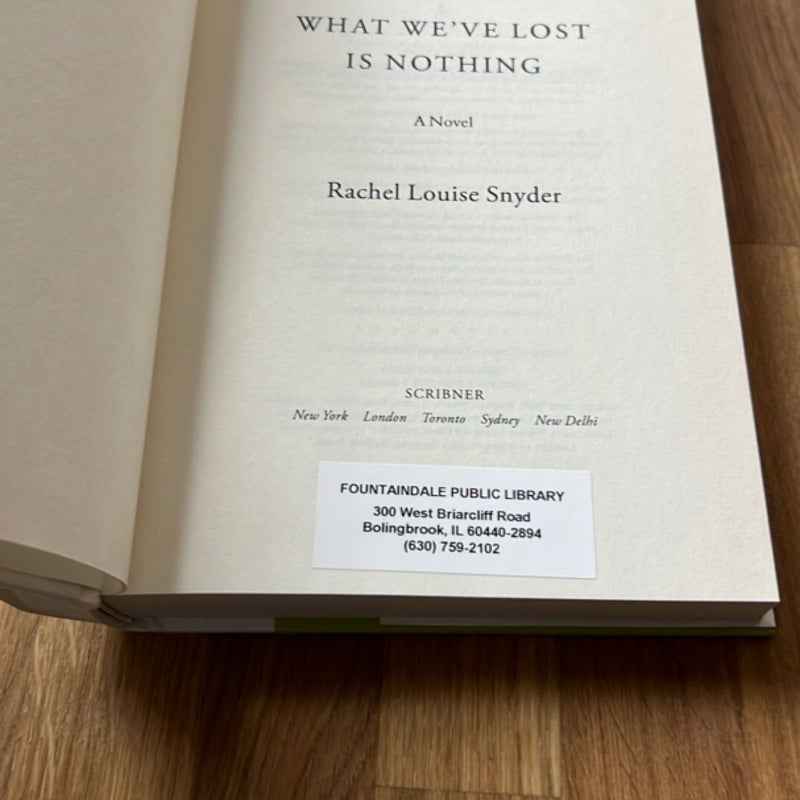 WHAT WE'VE LOST
IS NOTHING
A Novel
Rachel Louise Snyder
SCRIBNER
New York London Toronto Sydney New Delhi
FOUNTAINDALE PUBLIC LIBRARY
300 West Briarcliff Road
Bolingbrook, IL 60440-2894
(630) 759-2102